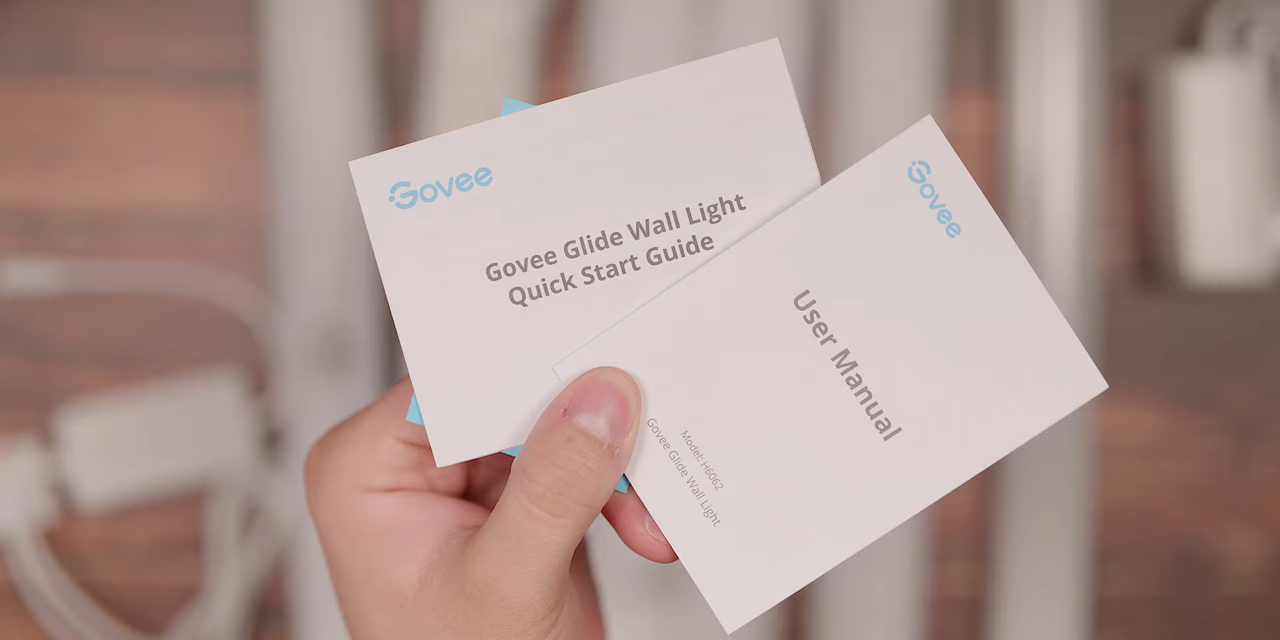 Govee
Govee Glide Wall Light
Quick Start Guide
Govee
User Manual
Model: H6062
Govee Glide Wall Light